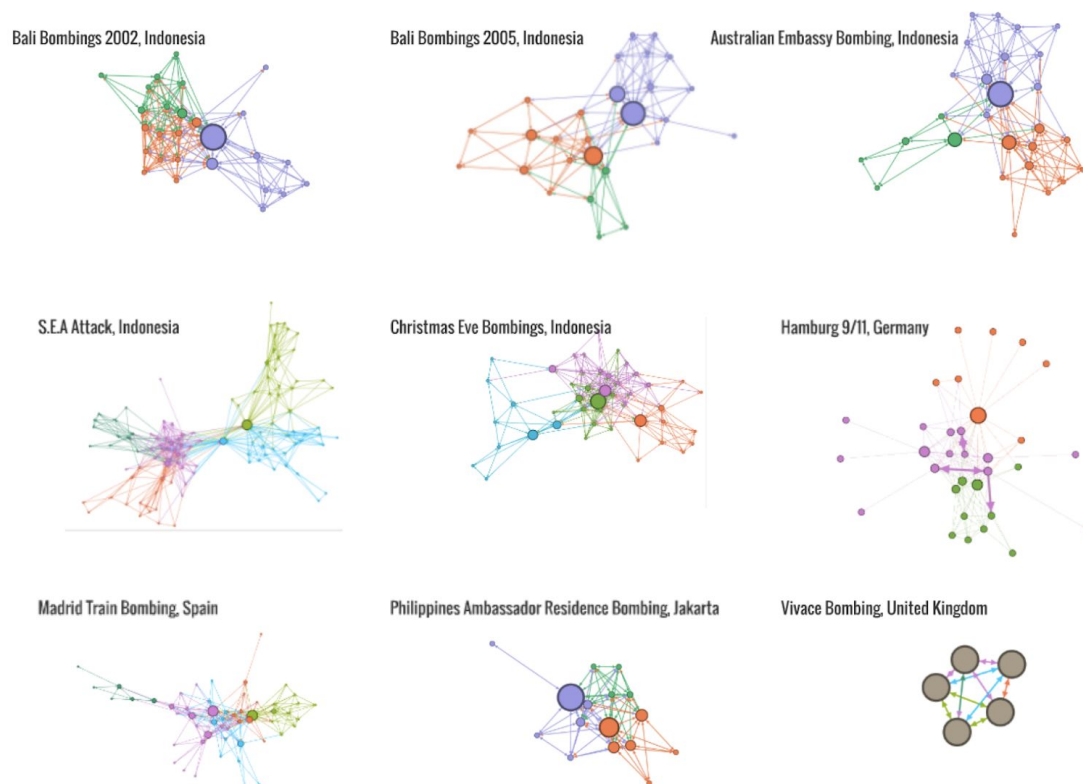 Bali Bombings 2002, Indonesia
Bali Bombings 2005, Indonesia
Australian Embassy Bombing, Indonesia
S.E.A Attack, Indonesia
Christmas Eve Bombings, Indonesia
Hamburg 9/11, Germany
Madrid Train Bombing, Spain
Philippines Ambassador Residence Bombing, Jakarta
Vivace Bombing, United Kingdom